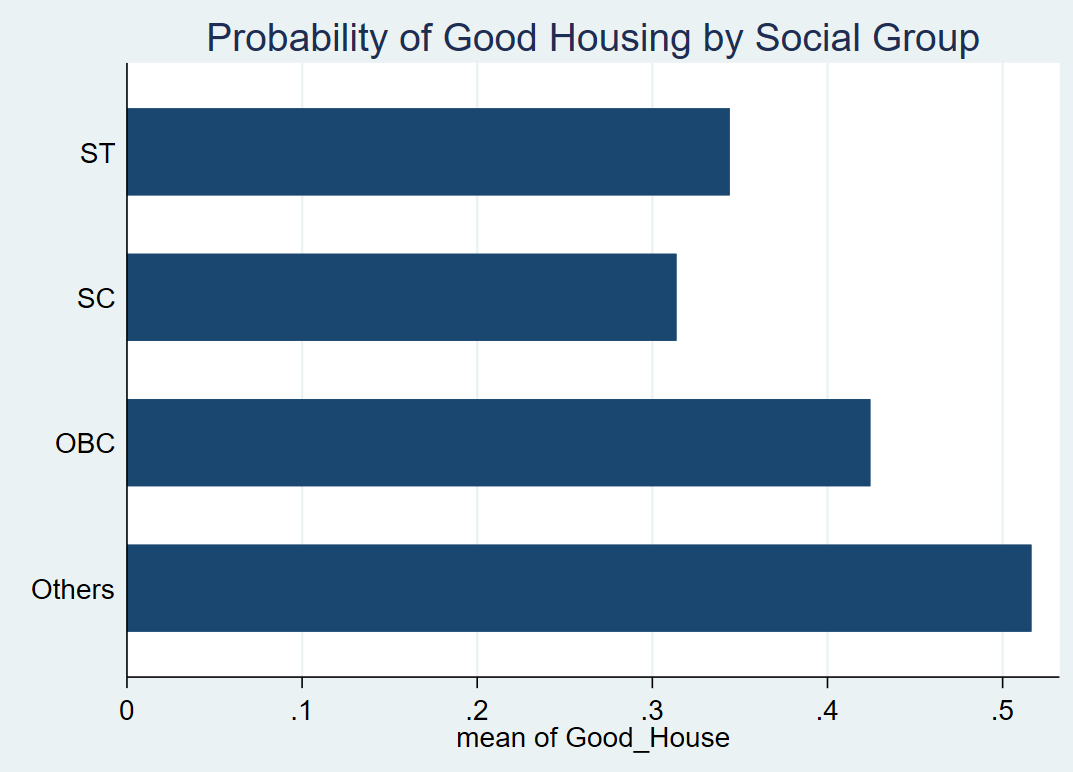 Probability of Good Housing by Social Group
ST
SC
OBC
Others
0 .1 .2 .3 .4 .5
mean of Good_House